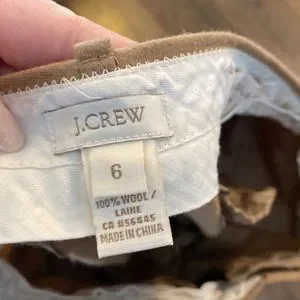 J.CREW
6
100% WOOL /
LAINE
CA #56445
MADE IN CHINA